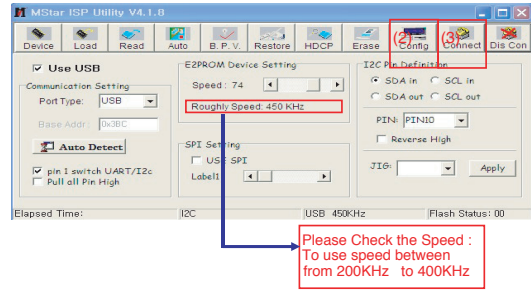 MStar ISP Utility V4.1.8
Device Load Read Auto B. P. V. Restore HDCP Erase Config Connect Dis Con
(2) (3)
Use USB
Communication Setting
Port Type: USB
Base Addr: 0x3BC
Auto Detect
pin 1 switch UART/I2c
Pull all Pin High
E2PROM Device Setting
Speed : 74
Roughly Speed: 450 KHz
SPI Setting
USE SPI
Label1
I2C Pin Definition
SDA in SCL in
SDA out SCL out
PIN: PIN10
Reverse High
JIG: Apply
Elapsed Time: I2C USB 450KHz Flash Status: 00
Please Check the Speed :
To use speed between
from 200KHz to 400KHz